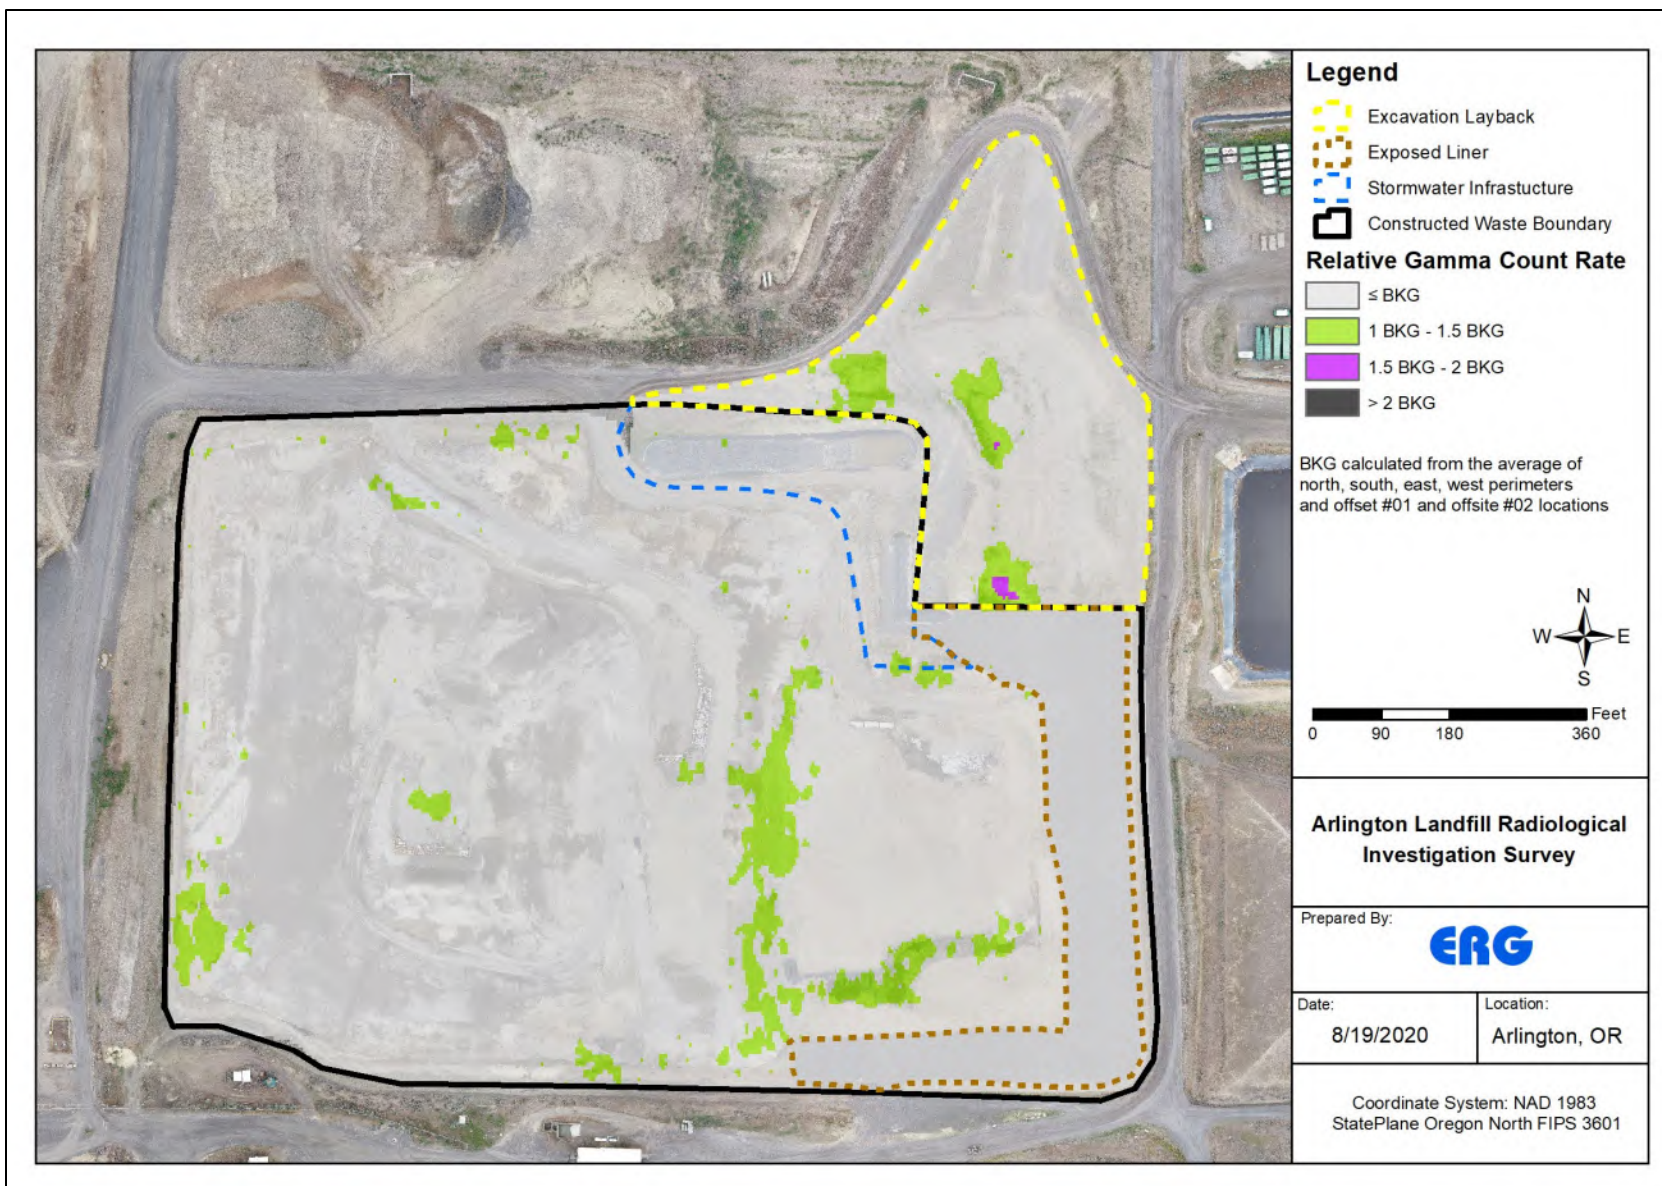 Legend
Excavation Layback
Exposed Liner
Stormwater Infrastucture
Constructed Waste Boundary
Relative Gamma Count Rate
≤ BKG
1 BKG - 1.5 BKG
1.5 BKG - 2 BKG
> 2 BKG
BKG calculated from the average of
north, south, east, west perimeters
and offset #01 and offsite #02 locations
N
W E
S
Feet
0 90 180 360
Arlington Landfill Radiological
Investigation Survey
Prepared By:
ERG
Date:
8/19/2020
Location:
Arlington, OR
Coordinate System: NAD 1983
StatePlane Oregon North FIPS 3601